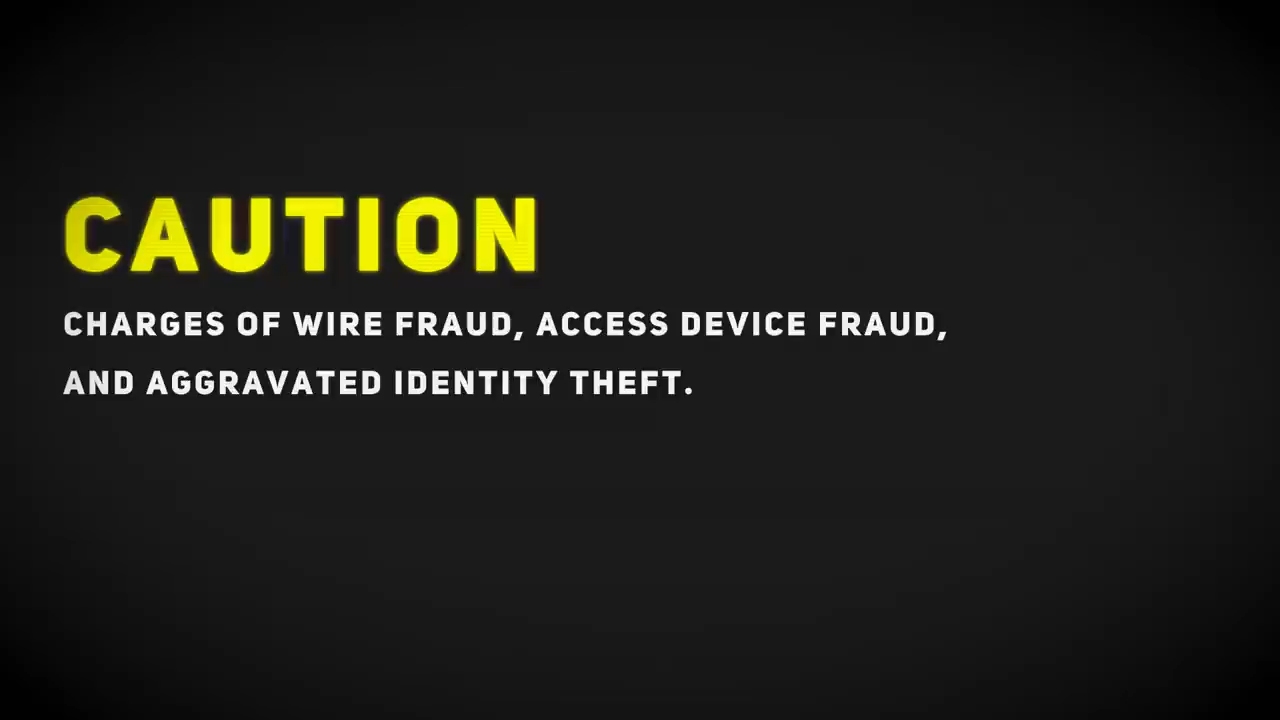 CAUTION
CHARGES OF WIRE FRAUD, ACCESS DEVICE FRAUD,
AND AGGRAVATED IDENTITY THEFT.